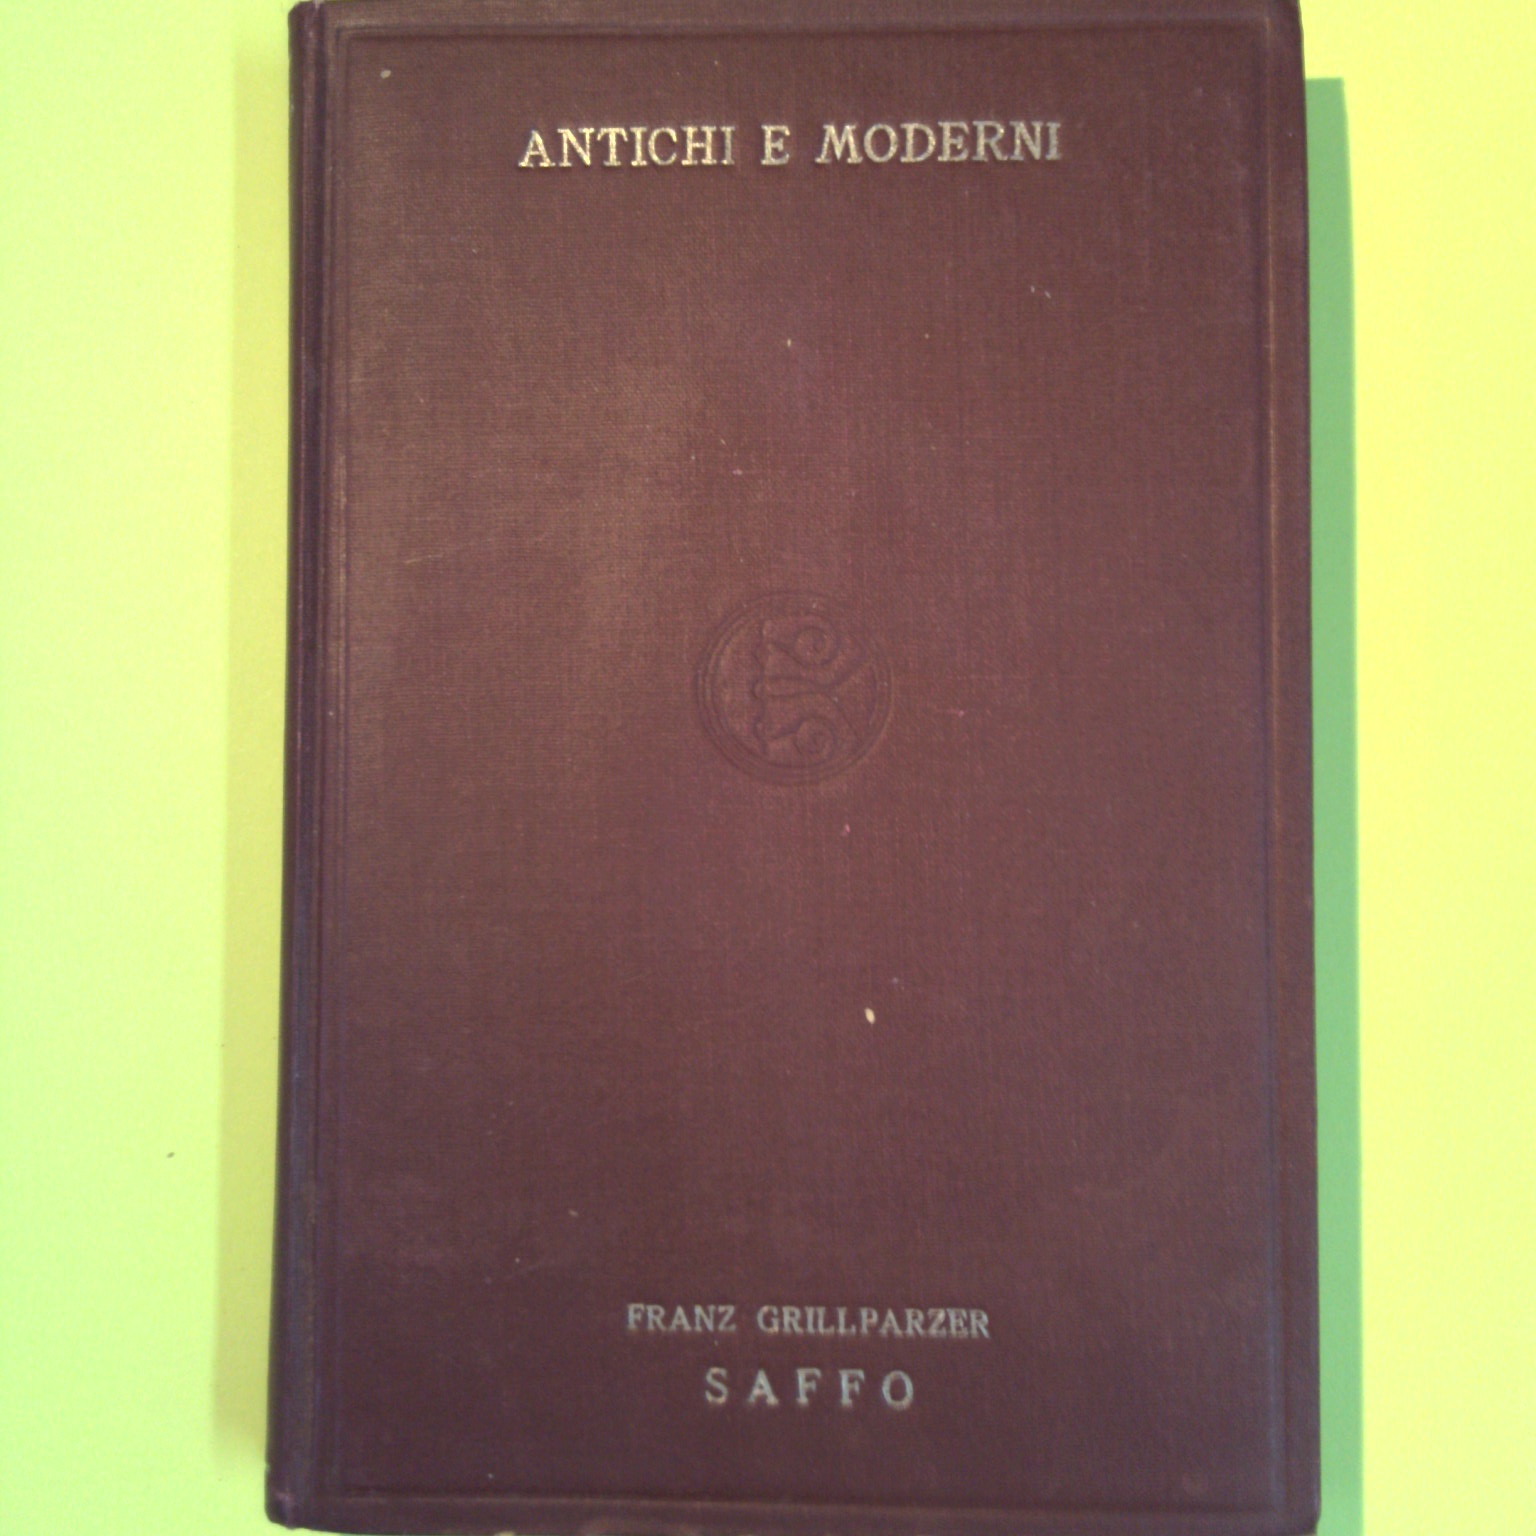 ANTICHI E MODERNI
FRANZ GRILLPARZER
SAFFO